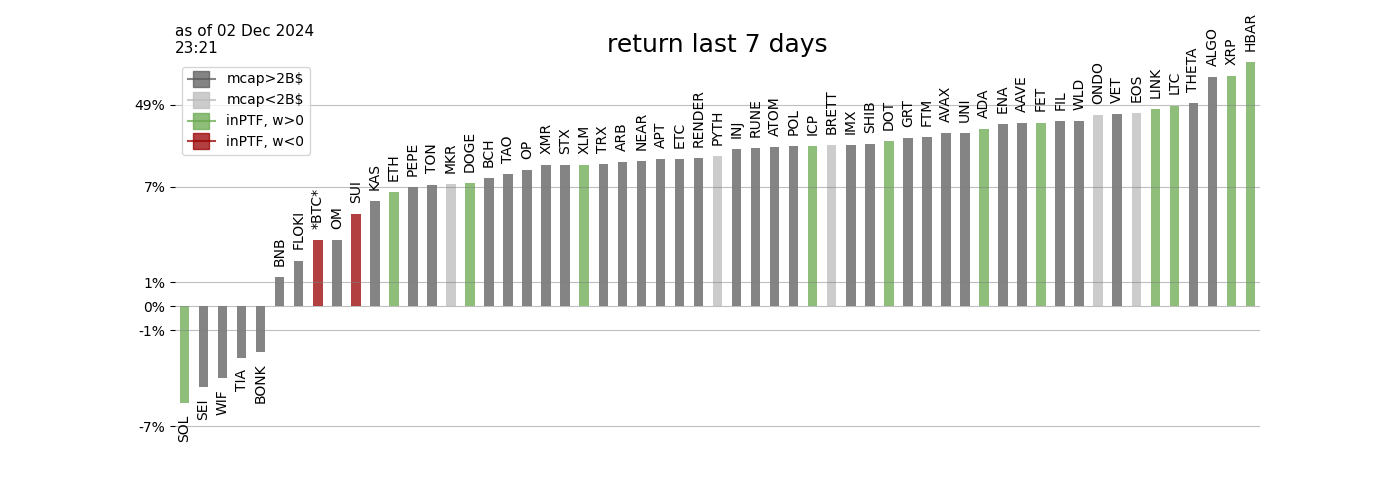 as of 02 Dec 2024
23:21
return last 7 days
mcap>2B$
mcap<2B$
inPTF, w>0
inPTF, w<0
49%
7%
1%
0%
-1%
-7%
SOL
SEI
WIF
TIA
BONK
BNB
FLOKI
*BTC*
OM
SUI
KAS
ETH
PEPE
TON
MKR
DOGE
BCH
TAO
OP
XMR
STX
XLM
TRX
ARB
NEAR
APT
ETC
RENDER
PYTH
INJ
RUNE
ATOM
POL
ICP
BRETT
IMX
SHIB
DOT
GRT
FTM
AVAX
UNI
ADA
ENA
AAVE
FET
FIL
WLD
ONDO
VET
EOS
LINK
LTC
THETA
ALGO
XRP
HBAR